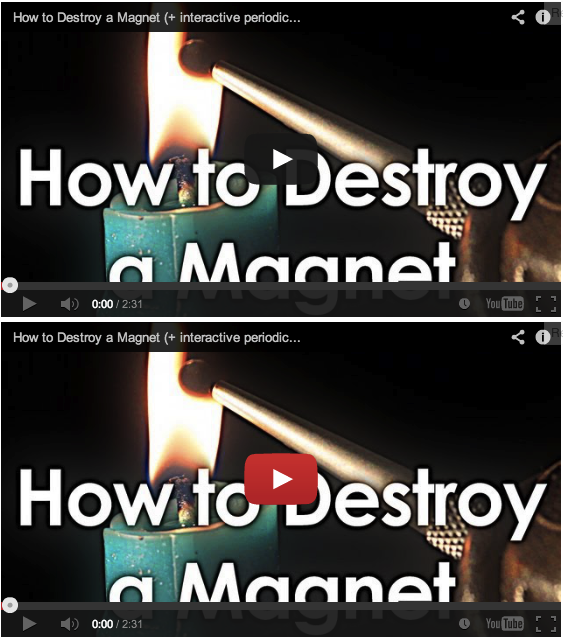 How to Destroy a Magnet (+ interactive periodic...
How to Destroy
a Magnet
0:00 / 2:31
YouTube
How to Destroy a Magnet (+ interactive periodic...
How to Destroy
a Magnet
0:00 / 2:31
YouTube